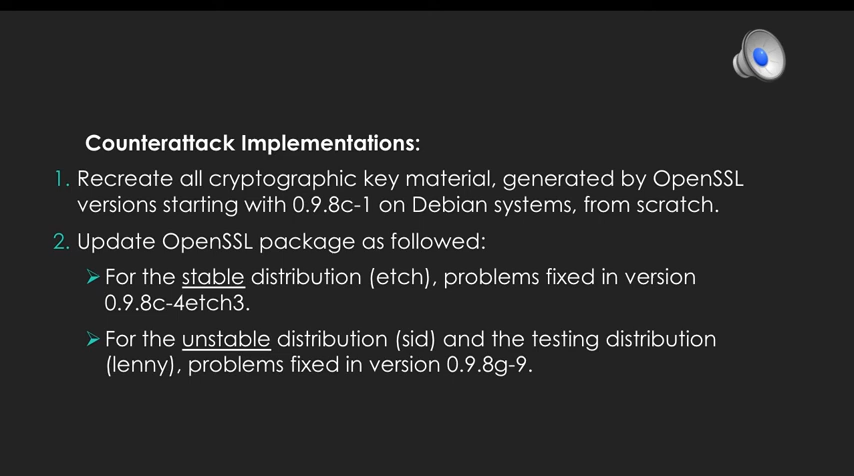 Counterattack Implementations:
1. Recreate all cryptographic key material, generated by OpenSSL
versions starting with 0.9.8c-1 on Debian systems, from scratch.
2. Update OpenSSL package as followed:
For the stable distribution (etch), problems fixed in version
0.9.8c-4etch3.
For the unstable distribution (sid) and the testing distribution
(lenny), problems fixed in version 0.9.8g-9.